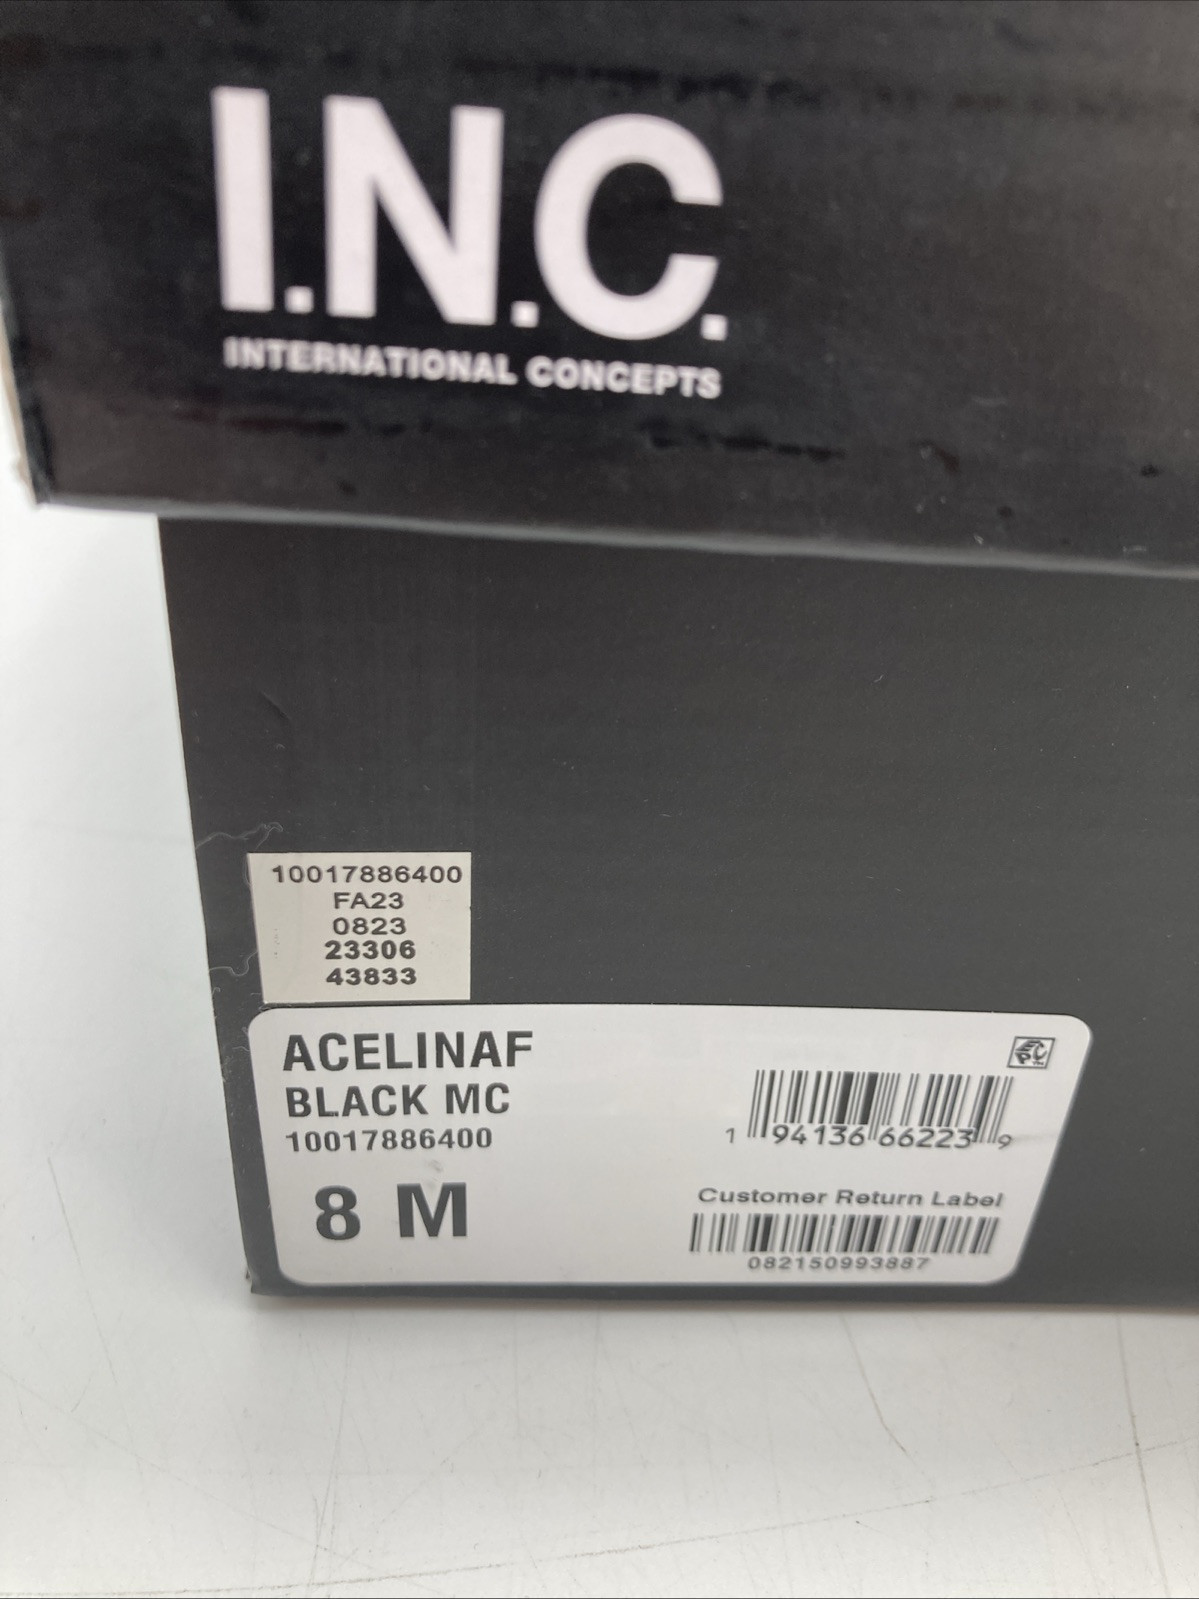 I.N.C.
INTERNATIONAL CONCEPTS
10017886400
FA23
0823
23306
43833
ACELINAF
BLACK MC
10017886400
8 M
1 94136 66223 9
Customer Return Label
082150993887